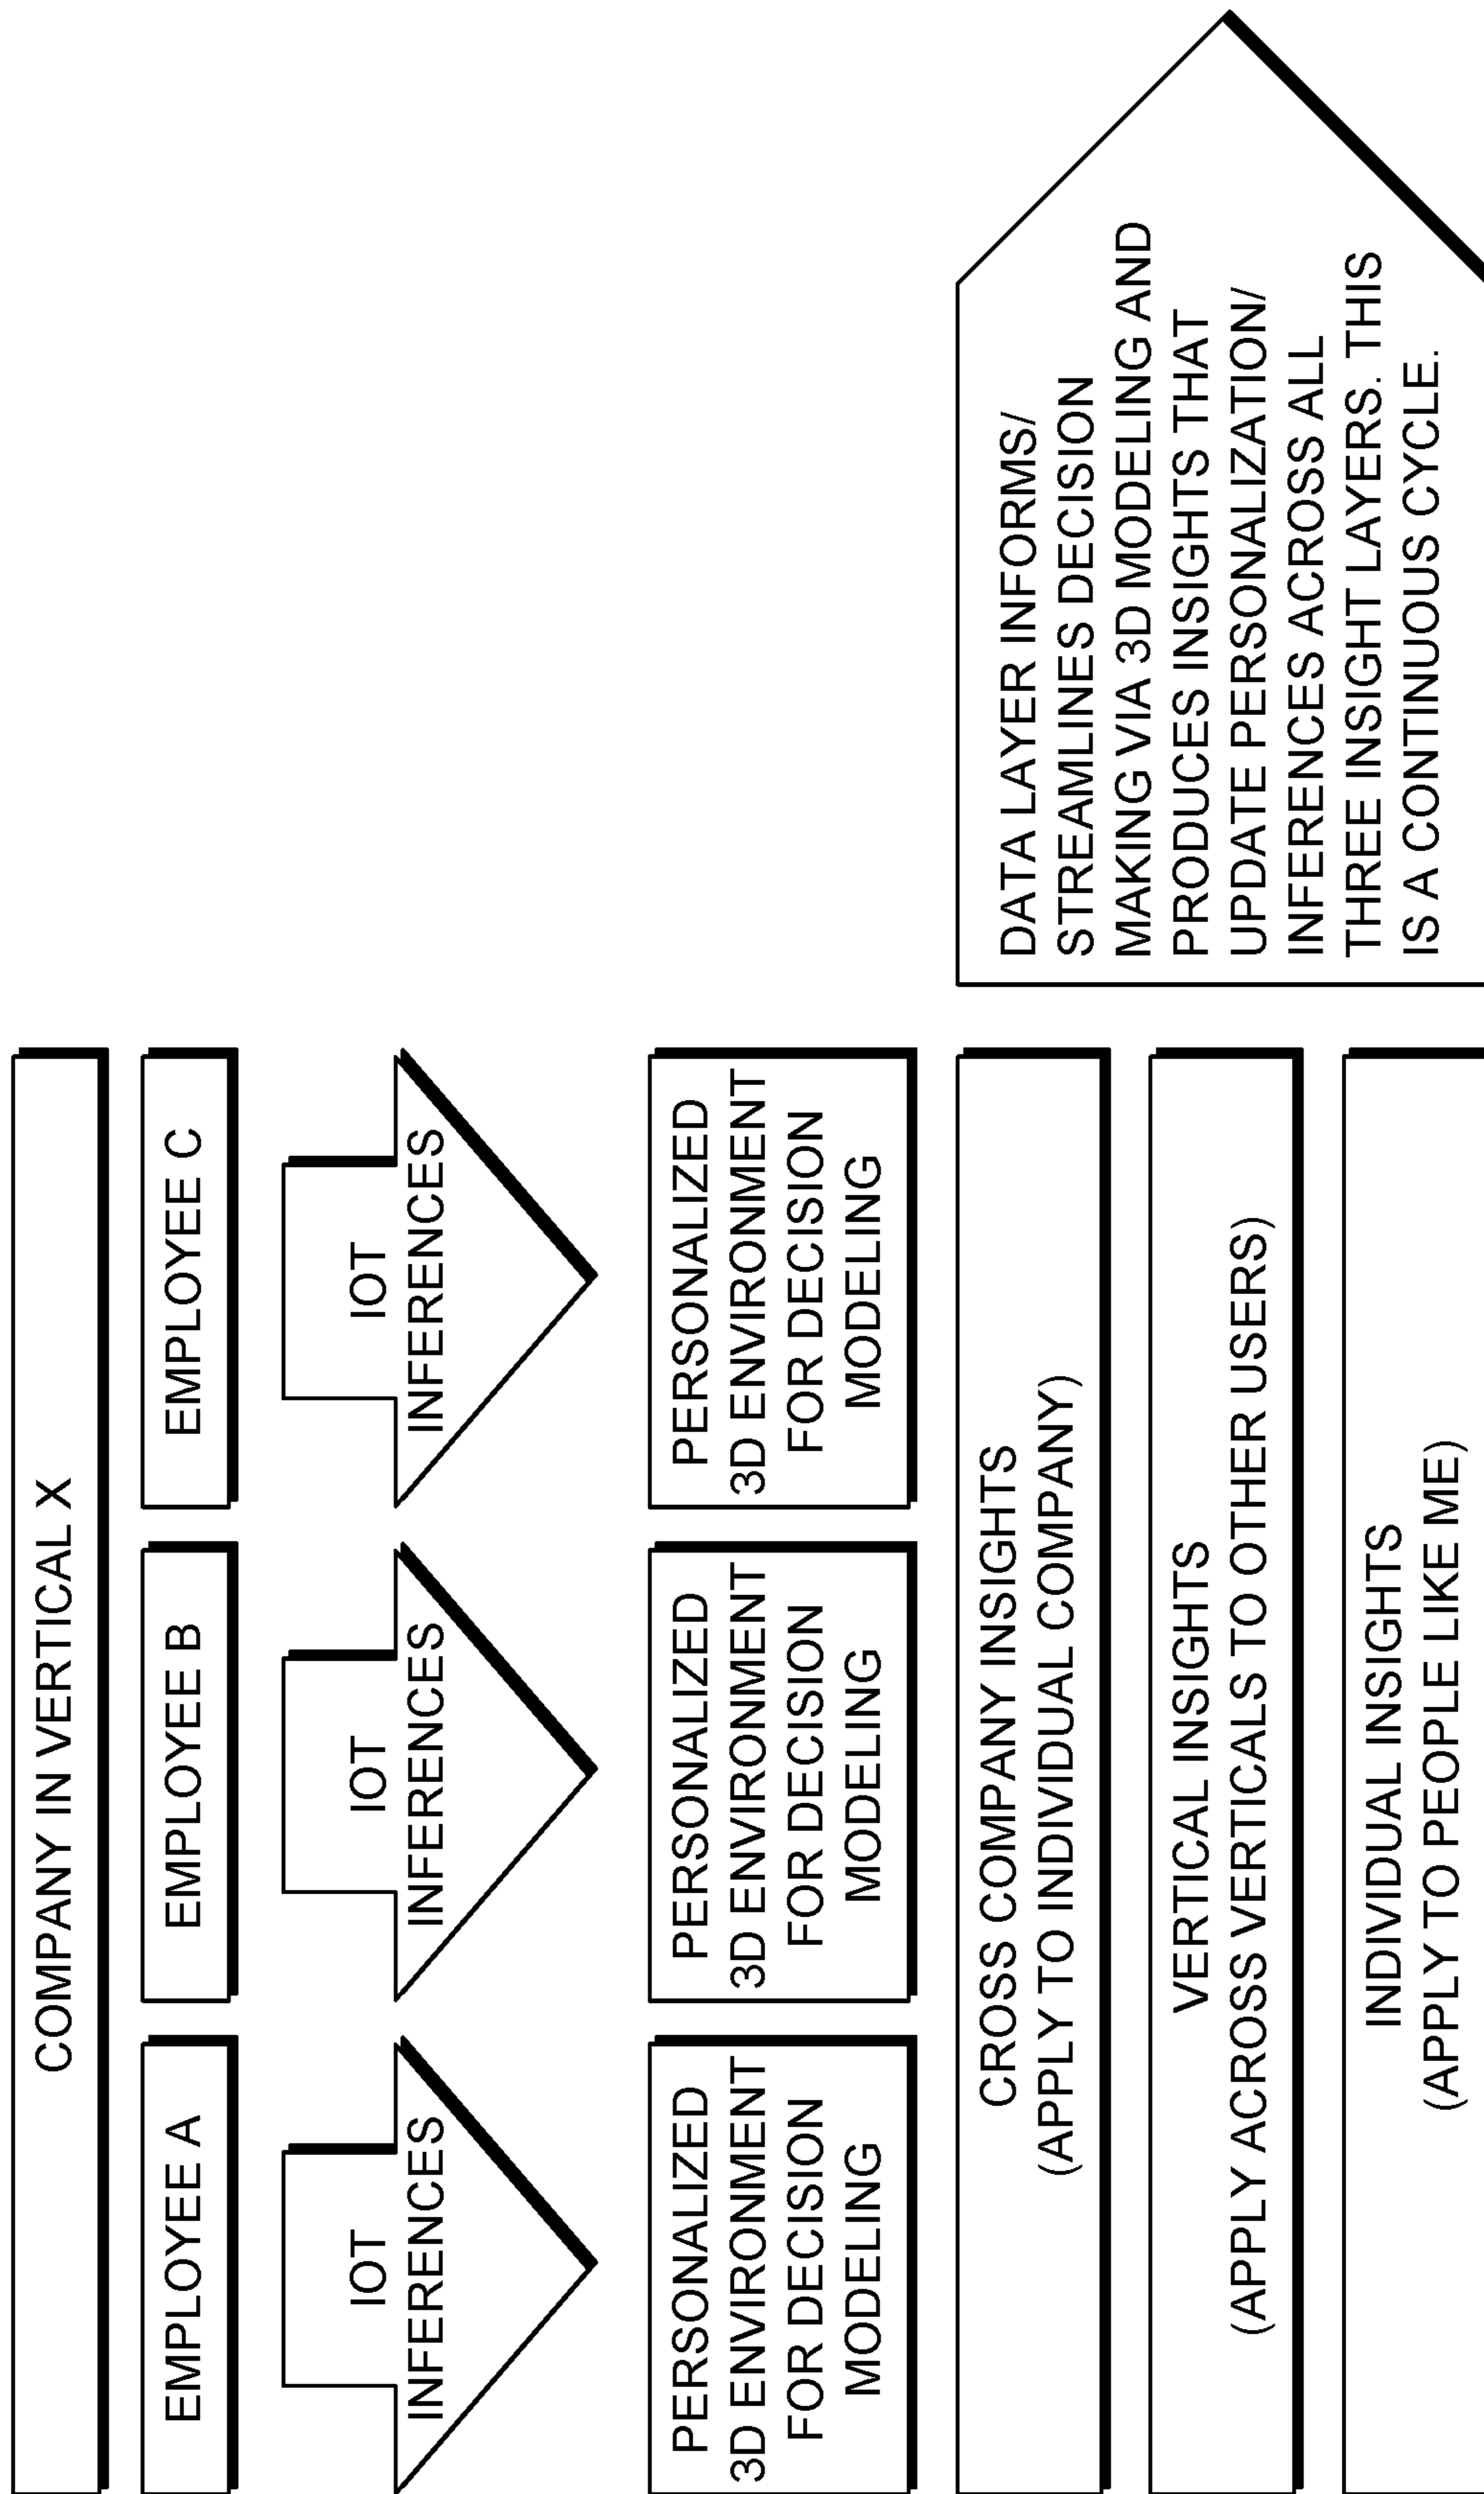 COMPANY IN VERTICAL X
EMPLOYEE A
EMPLOYEE B
EMPLOYEE C
IOT
INFERENCES
IOT
INFERENCES
IOT
INFERENCES
PERSONALIZED
3D ENVIRONMENT
FOR DECISION
MODELING
PERSONALIZED
3D ENVIRONMENT
FOR DECISION
MODELING
PERSONALIZED
3D ENVIRONMENT
FOR DECISION
MODELING
CROSS COMPANY INSIGHTS
(APPLY TO INDIVIDUAL COMPANY)
VERTICAL INSIGHTS
(APPLY ACROSS VERTICALS TO OTHER USERS)
INDIVIDUAL INSIGHTS
(APPLY TO PEOPLE LIKE ME)
DATA LAYER INFORMS/
STREAMLINES DECISION
MAKING VIA 3D MODELING AND
PRODUCES INSIGHTS THAT
UPDATE PERSONALIZATION/
INFERENCES ACROSS ALL
THREE INSIGHT LAYERS. THIS
IS A CONTINUOUS CYCLE.